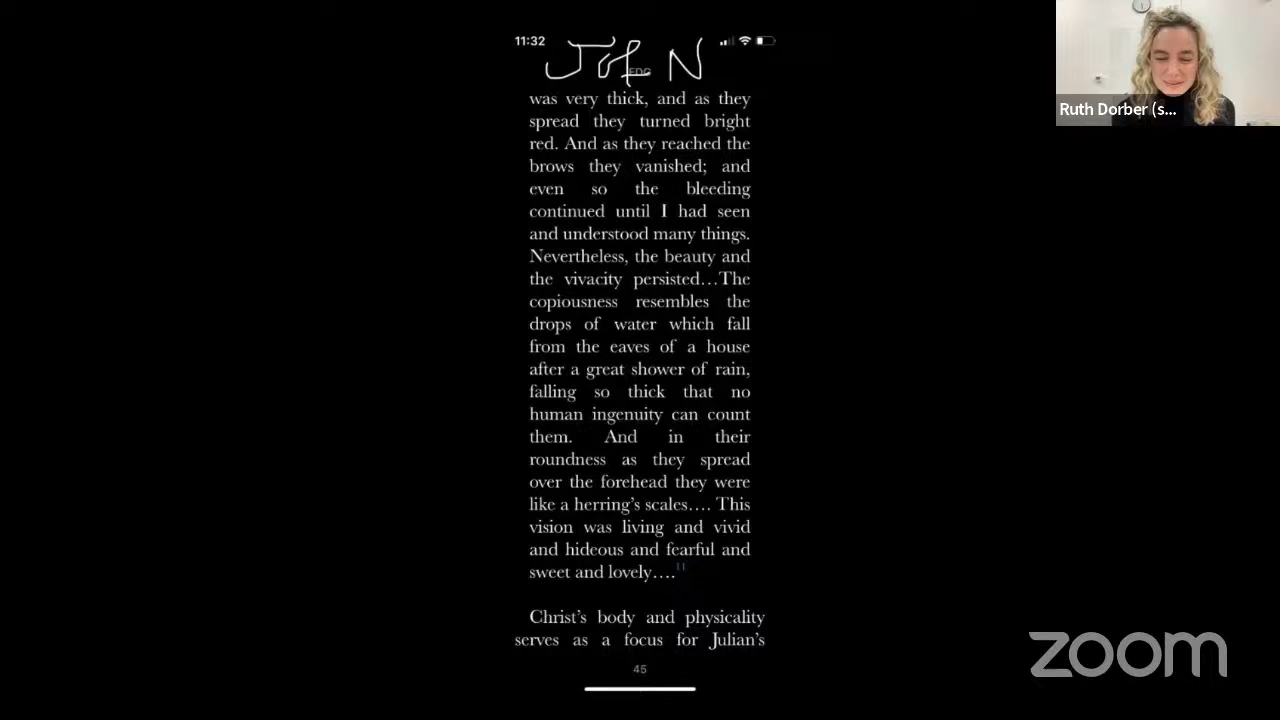 11:32
JOHN
EDG
was very thick, and as they
spread they turned bright
red. And as they reached the
brows they vanished; and
even so the bleeding
continued until I had seen
and understood many things.
Nevertheless, the beauty and
the vivacity persisted…The
copiousness resembles the
drops of water which fall
from the eaves of a house
after a great shower of rain,
falling so thick that no
human ingenuity can count
them. And in their
roundness as they spread
over the forehead they were
like a herring’s scales…. This
vision was living and vivid
and hideous and fearful and
sweet and lovely….11
Christ’s body and physicality
serves as a focus for Julian’s
45
Ruth Dorber (s...
zoom